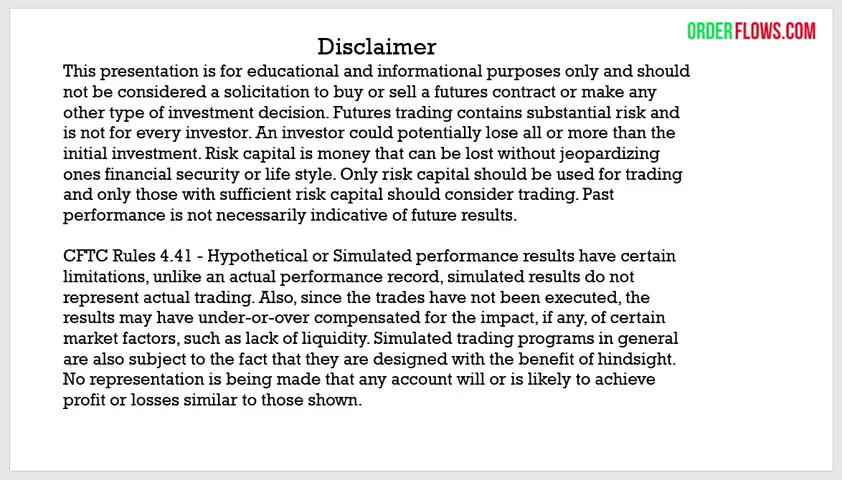 ORDERFLOWS.COM
Disclaimer
This presentation is for educational and informational purposes only and should
not be considered a solicitation to buy or sell a futures contract or make any
other type of investment decision. Futures trading contains substantial risk and
is not for every investor. An investor could potentially lose all or more than the
initial investment. Risk capital is money that can be lost without jeopardizing
ones financial security or life style. Only risk capital should be used for trading
and only those with sufficient risk capital should consider trading. Past
performance is not necessarily indicative of future results.
CFTC Rules 4.41 - Hypothetical or Simulated performance results have certain
limitations, unlike an actual performance record, simulated results do not
represent actual trading. Also, since the trades have not been executed, the
results may have under-or-over compensated for the impact, if any, of certain
market factors, such as lack of liquidity. Simulated trading programs in general
are also subject to the fact that they are designed with the benefit of hindsight.
No representation is being made that any account will or is likely to achieve
profit or losses similar to those shown.